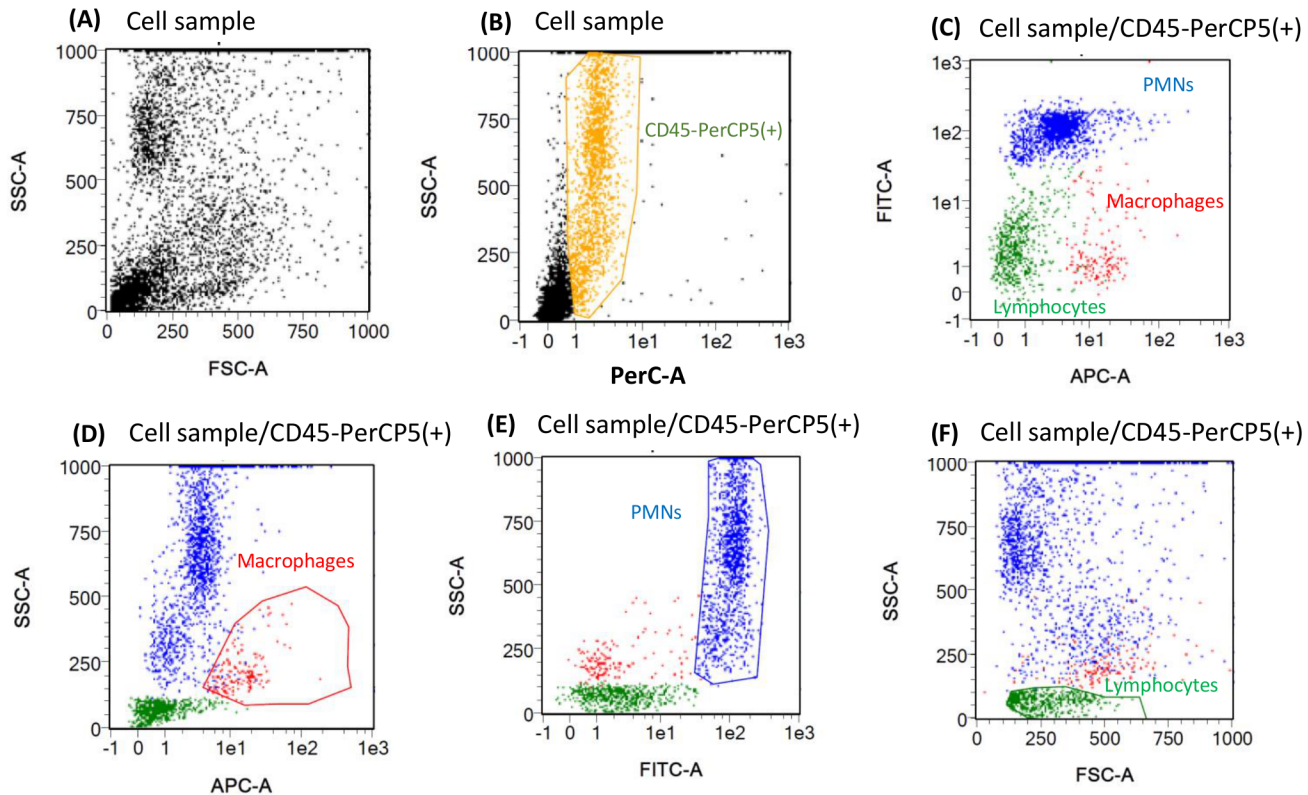 (A) Cell sample
1000
750
500
250
0
SSC-A
0 250 500 750 1000
FSC-A
(B) Cell sample
1000
750
500
250
0
SSC-A
CD45-PerCP5(+)
-1 0 1 1e1 1e2 1e3
PerC-A
(C) Cell sample/CD45-PerCP5(+)
1e3
1e2
1e1
1
0
-1
FITC-A
PMNs
Macrophages
Lymphocytes
-1 0 1 1e1 1e2 1e3
APC-A
(D) Cell sample/CD45-PerCP5(+)
1000
750
500
250
0
SSC-A
Macrophages
-1 0 1 1e1 1e2 1e3
APC-A
(E) Cell sample/CD45-PerCP5(+)
1000
750
500
250
0
SSC-A
PMNs
-1 0 1 1e1 1e2 1e3
FITC-A
(F) Cell sample/CD45-PerCP5(+)
1000
750
500
250
0
SSC-A
Lymphocytes
0 250 500 750 1000
FSC-A